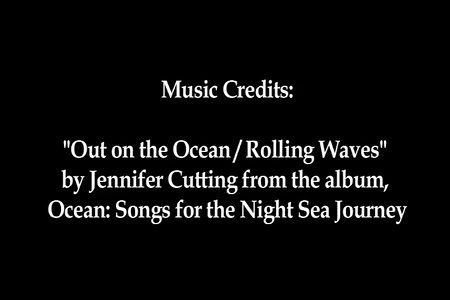 Music Credits:
"Out on the Ocean / Rolling Waves"
by Jennifer Cutting from the album,
Ocean: Songs for the Night Sea Journey